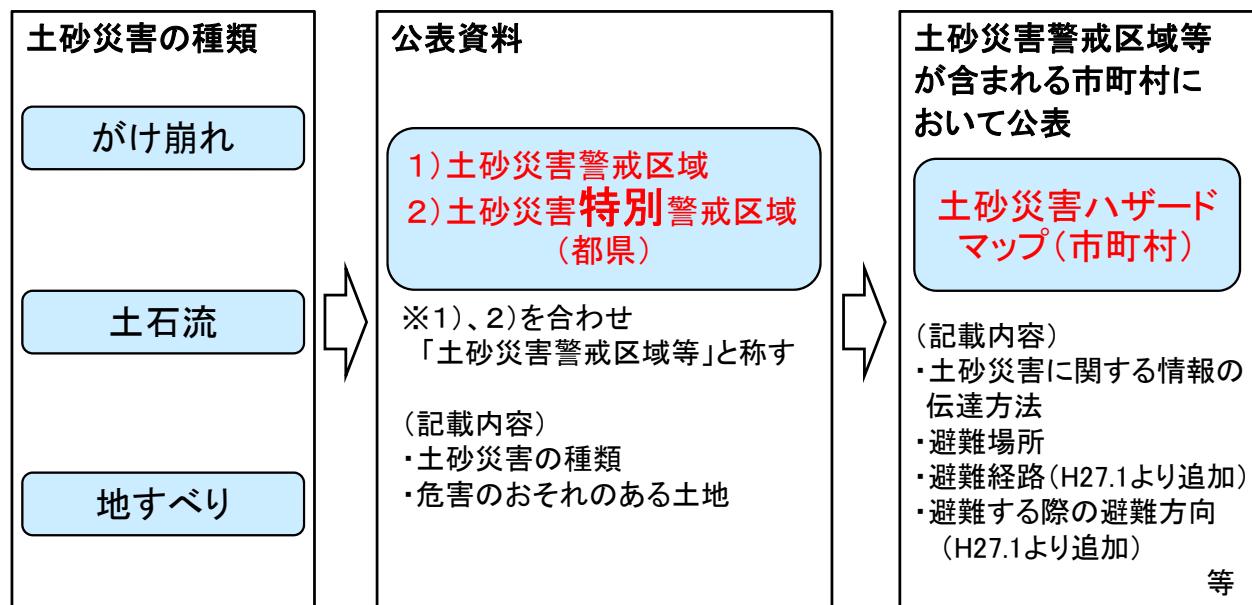 土砂災害の種類
がけ崩れ
土石流
地すべり
公表資料
1)土砂災害警戒区域
2)土砂災害特別警戒区域
(都県)
※1)、2)を合わせ
「土砂災害警戒区域等」と称す
(記載内容)
・土砂災害の種類
・危害のおそれのある土地
土砂災害警戒区域等
が含まれる市町村に
おいて公表
土砂災害ハザード
マップ(市町村)
(記載内容)
・土砂災害に関する情報の
伝達方法
・避難場所
・避難経路(H27.1より追加)
・避難する際の避難方向
(H27.1より追加)
等